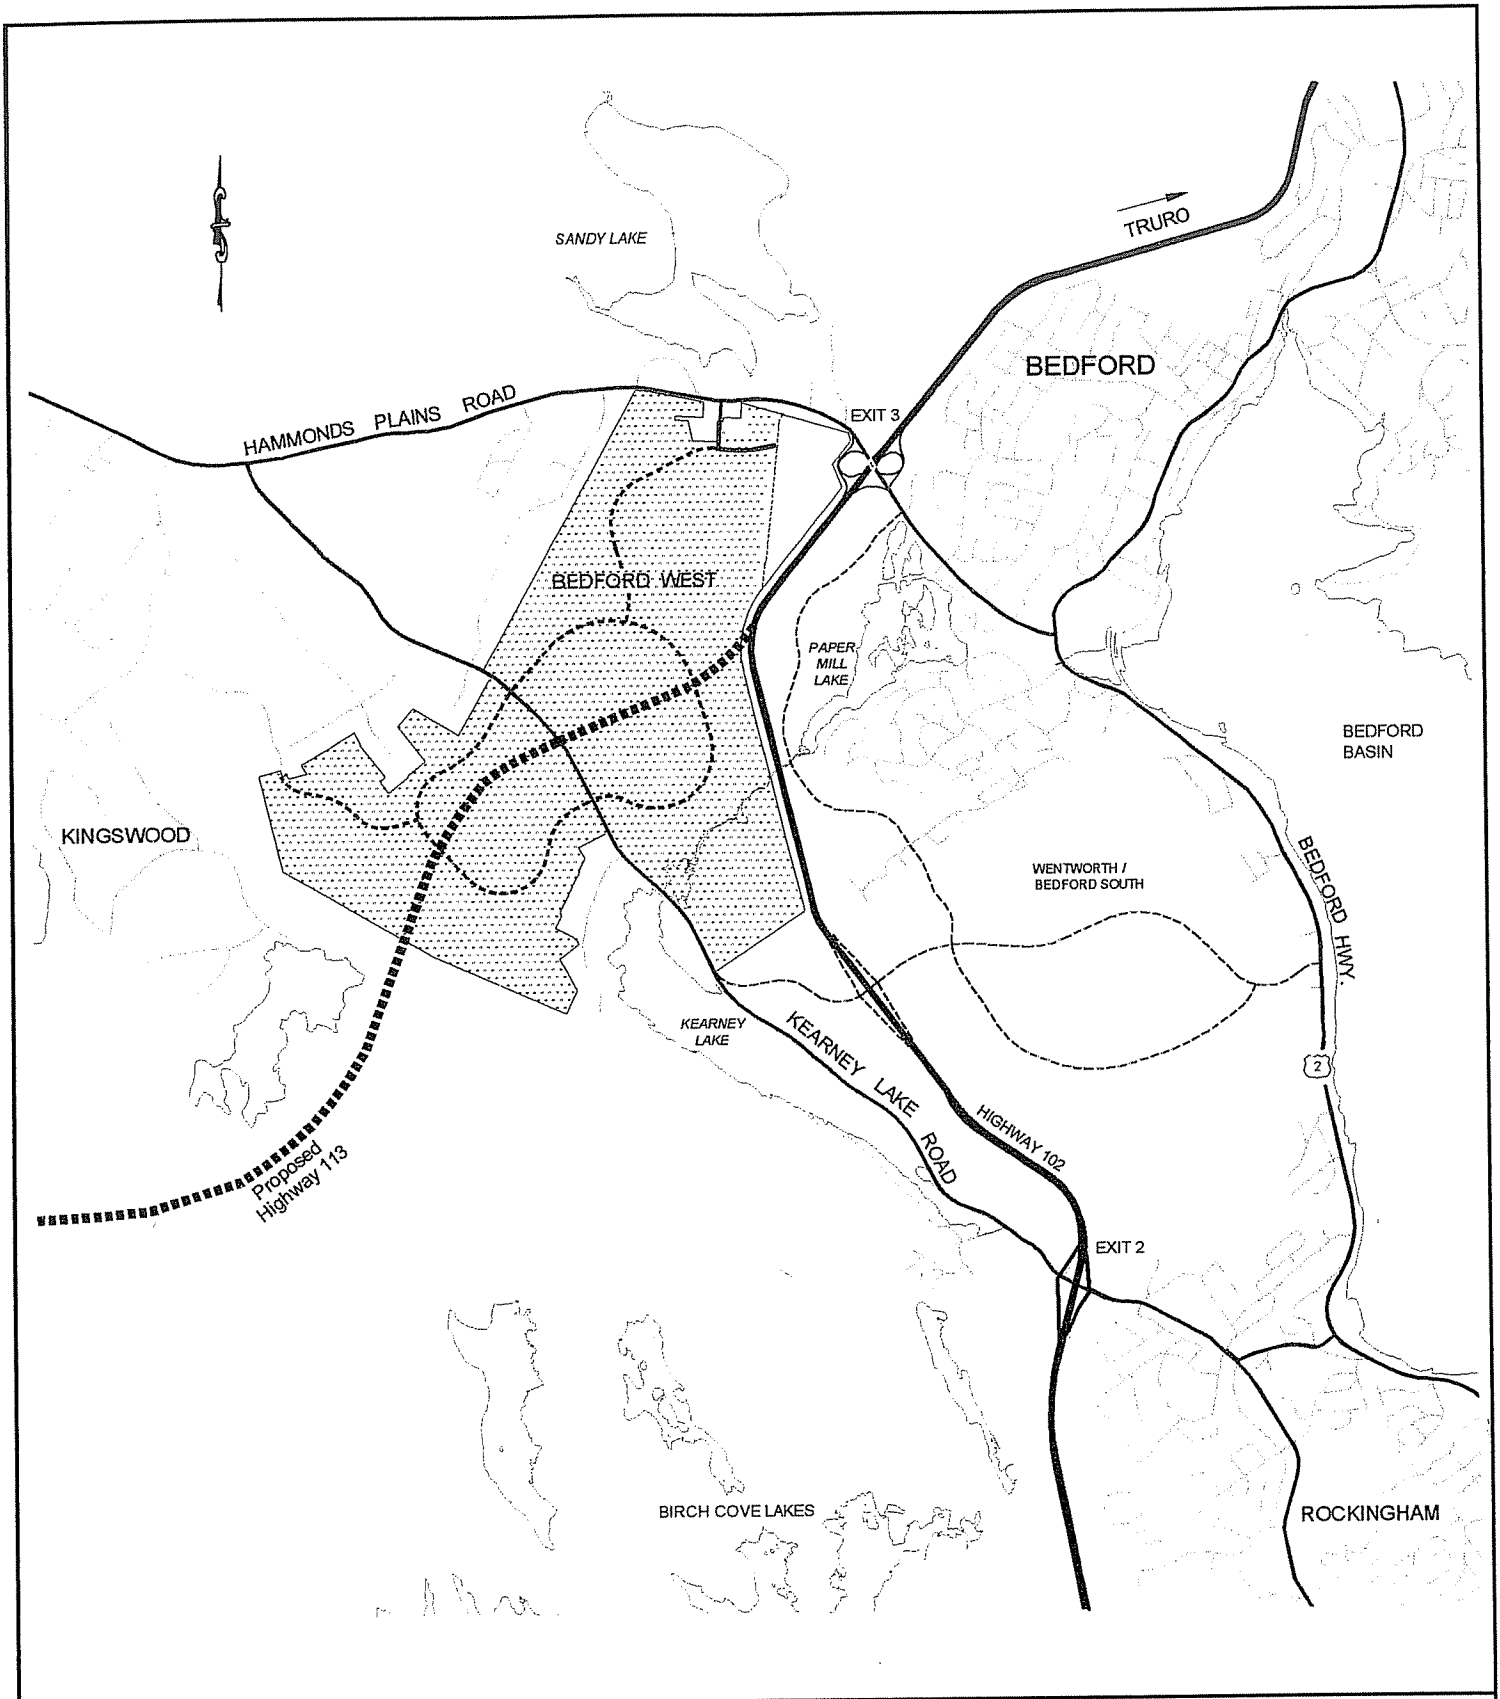 TRURO
SANDY LAKE
BEDFORD
HAMMONDS PLAINS ROAD
EXIT 3
BEDFORD WEST
PAPER
MILL
LAKE
BEDFORD
BASIN
KINGSWOOD
WENTWORTH /
BEDFORD SOUTH
BEDFORD HWY.
KEARNEY
LAKE
KEARNEY LAKE ROAD
2
HIGHWAY 102
Proposed
Highway 113
EXIT 2
BIRCH COVE LAKES
ROCKINGHAM